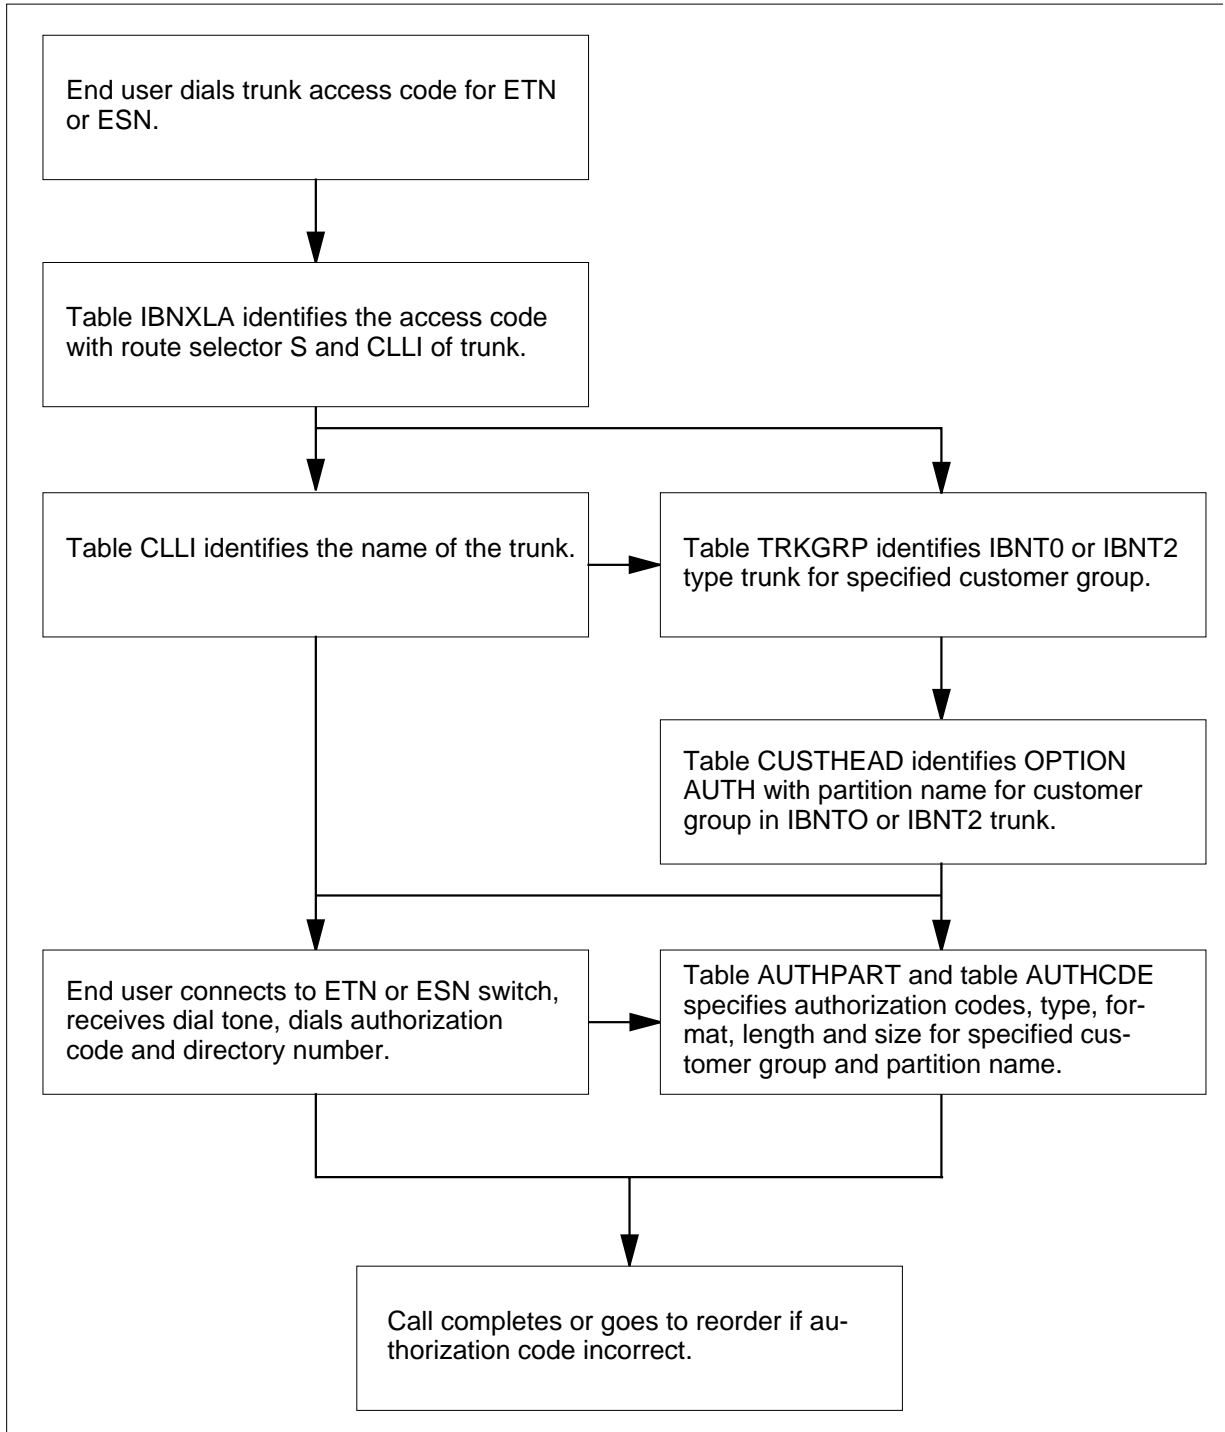 End user dials trunk access code for ETN
or ESN.
Table IBNXLA identifies the access code
with route selector S and CLLI of trunk.
Table CLLI identifies the name of the trunk.
Table TRKGRP identifies IBNT0 or IBNT2
type trunk for specified customer group.
Table CUSTHEAD identifies OPTION
AUTH with partition name for customer
group in IBNTO or IBNT2 trunk.
End user connects to ETN or ESN switch,
receives dial tone, dials authorization
code and directory number.
Table AUTHPART and table AUTHCDE
specifies authorization codes, type, for-
mat, length and size for specified cus-
tomer group and partition name.
Call completes or goes to reorder if au-
thorization code incorrect.